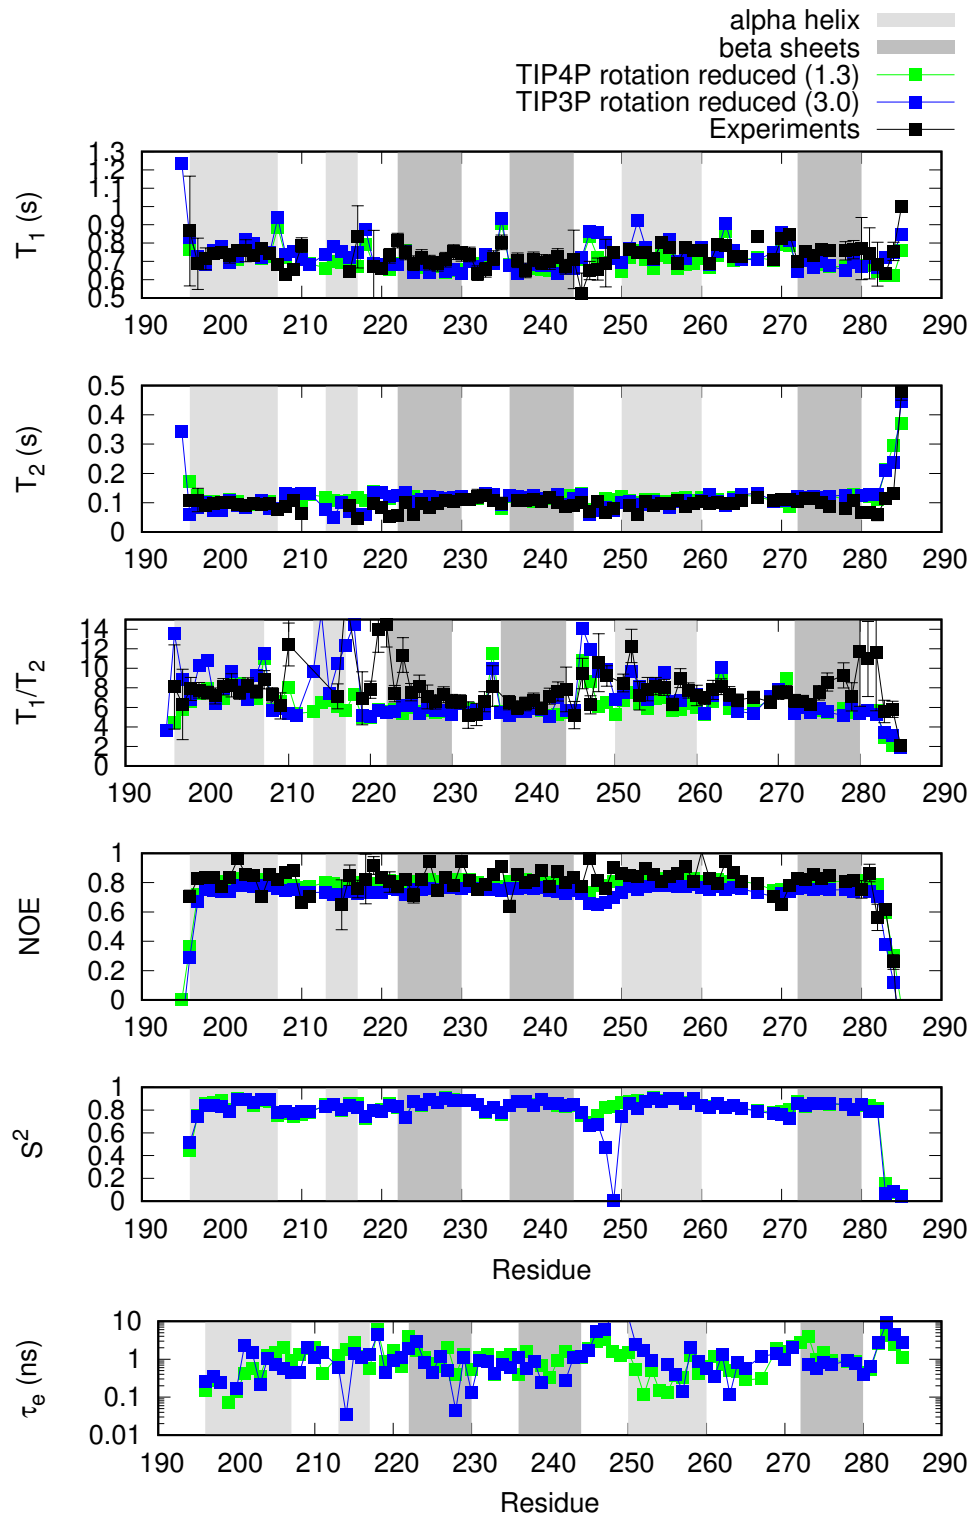 alpha helix
beta sheets
TIP4P rotation reduced (1.3)
TIP3P rotation reduced (3.0)
Experiments
T1 (s)
1.3
1.2
1.1
1
0.9
0.8
0.7
0.6
0.5
190 200 210 220 230 240 250 260 270 280 290
T2 (s)
0.5
0.4
0.3
0.2
0.1
0
190 200 210 220 230 240 250 260 270 280 290
T1/T2
14
12
10
8
6
4
2
0
190 200 210 220 230 240 250 260 270 280 290
NOE
1
0.8
0.6
0.4
0.2
0
190 200 210 220 230 240 250 260 270 280 290
S2
1
0.8
0.6
0.4
0.2
0
190 200 210 220 230 240 250 260 270 280 290
Residue
τe (ns)
10
1
0.1
0.01
190 200 210 220 230 240 250 260 270 280 290
Residue